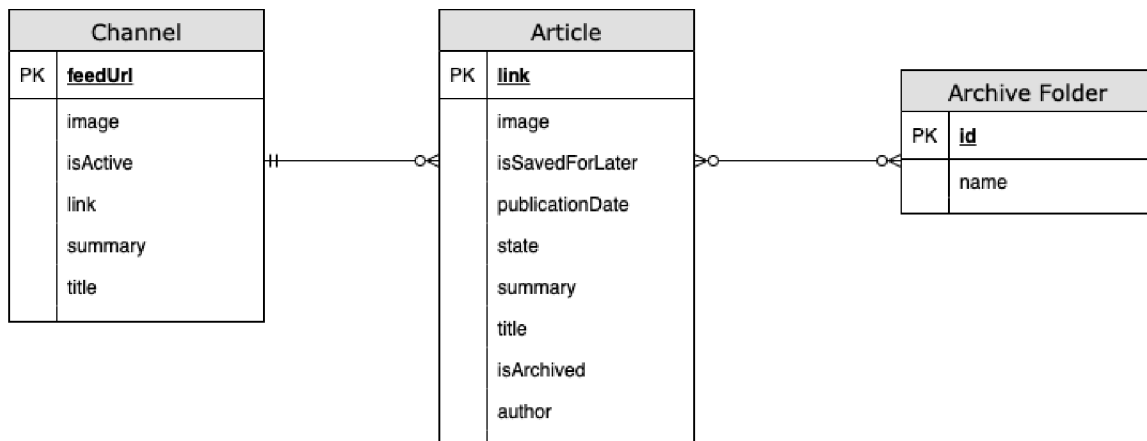 Channel
PK feedUrl
image
isActive
link
summary
title
Article
PK link
image
isSavedForLater
publicationDate
state
summary
title
isArchived
author
Archive Folder
PK id
name